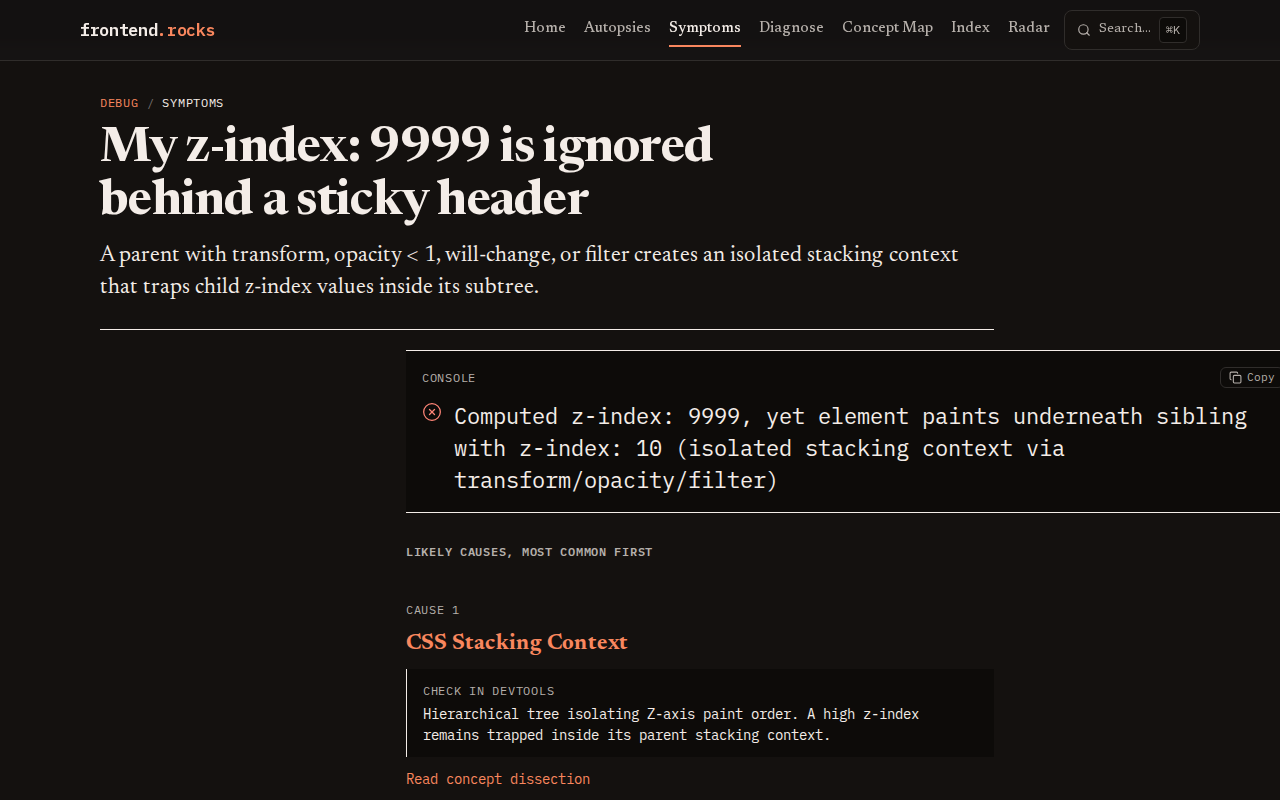 frontend.rocks
Home Autopsies Symptoms Diagnose Concept Map Index Radar Search... ⌘K
DEBUG / SYMPTOMS
My z-index: 9999 is ignored
behind a sticky header
A parent with transform, opacity < 1, will-change, or filter creates an isolated stacking context
that traps child z-index values inside its subtree.
CONSOLE
Copy
Computed z-index: 9999, yet element paints underneath sibling
with z-index: 10 (isolated stacking context via
transform/opacity/filter)
LIKELY CAUSES, MOST COMMON FIRST
CAUSE 1
CSS Stacking Context
CHECK IN DEVTOOLS
Hierarchical tree isolating Z-axis paint order. A high z-index
remains trapped inside its parent stacking context.
Read concept dissection